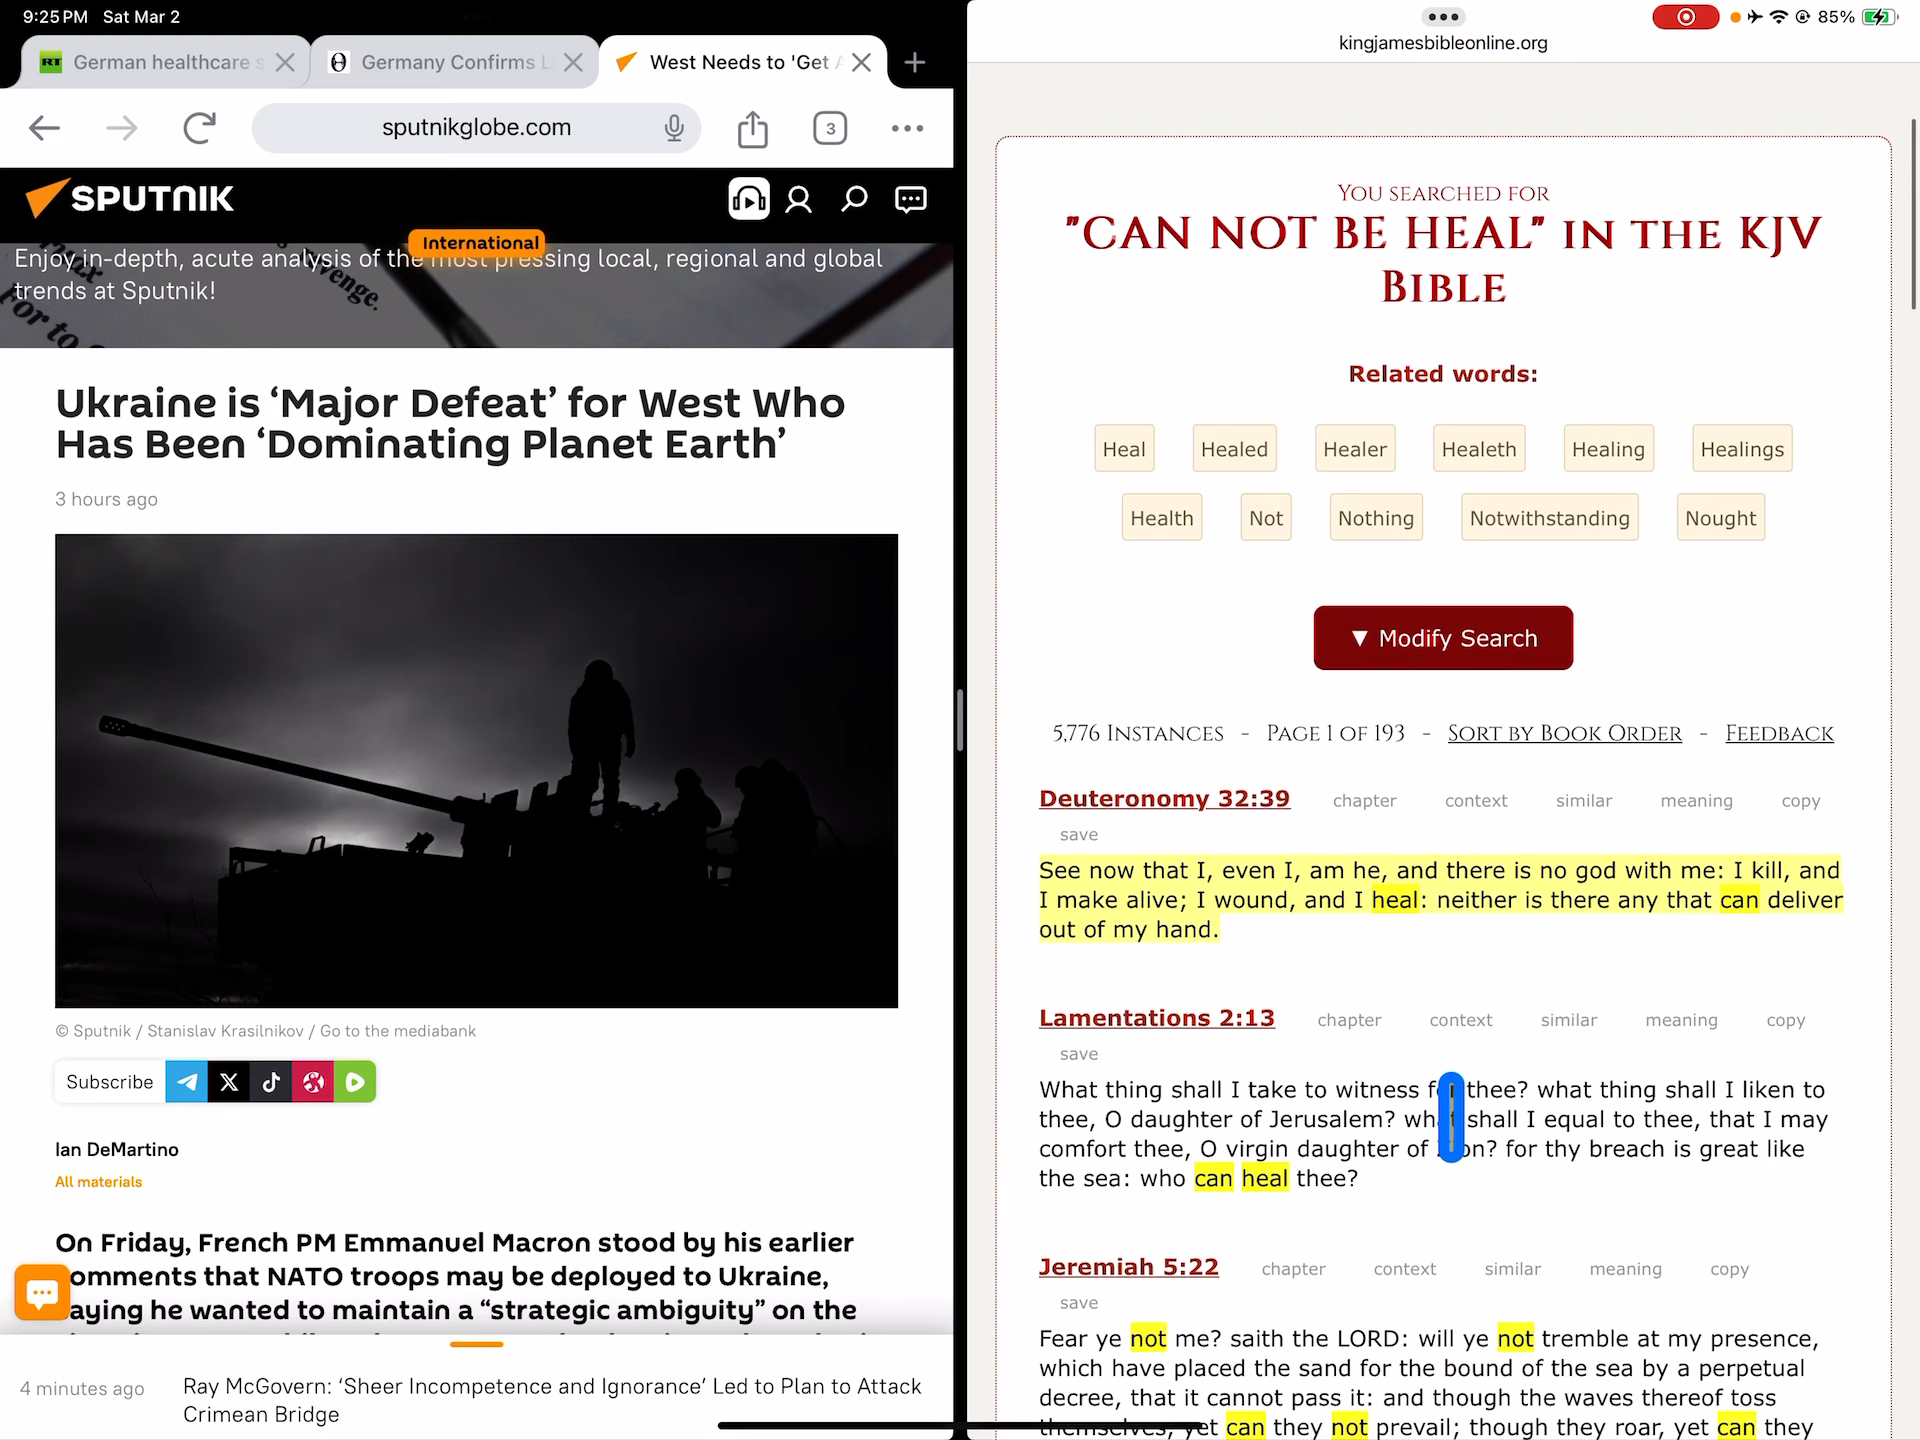 9:25 PM Sat Mar 2
German healthcare s
Germany Confirms L
West Needs to 'Get A
sputnikglobe.com
3
SPUTNIK
International
Enjoy in-depth, acute analysis of the most pressing local, regional and global
trends at Sputnik!
revenge.
For to
Ukraine is ‘Major Defeat’ for West Who
Has Been ‘Dominating Planet Earth’
3 hours ago
© Sputnik / Stanislav Krasilnikov / Go to the mediabank
Subscribe
Ian DeMartino
All materials
On Friday, French PM Emmanuel Macron stood by his earlier
omments that NATO troops may be deployed to Ukraine,
aying he wanted to maintain a “strategic ambiguity” on the
4 minutes ago
Ray McGovern: ‘Sheer Incompetence and Ignorance’ Led to Plan to Attack
Crimean Bridge
85%
kingjamesbibleonline.org
You searched for
"CAN NOT BE HEAL" in the KJV
Bible
Related words:
Heal Healed Healer Healeth Healing Healings
Health Not Nothing Notwithstanding Nought
▼ Modify Search
5,776 Instances - Page 1 of 193 - Sort by Book Order - Feedback
Deuteronomy 32:39 chapter context similar meaning copy
save
See now that I, even I, am he, and there is no god with me: I kill, and
I make alive; I wound, and I heal: neither is there any that can deliver
out of my hand.
Lamentations 2:13 chapter context similar meaning copy
save
What thing shall I take to witness for thee? what thing shall I liken to
thee, O daughter of Jerusalem? what shall I equal to thee, that I may
comfort thee, O virgin daughter of Zion? for thy breach is great like
the sea: who can heal thee?
Jeremiah 5:22 chapter context similar meaning copy
save
Fear ye not me? saith the LORD: will ye not tremble at my presence,
which have placed the sand for the bound of the sea by a perpetual
decree, that it cannot pass it: and though the waves thereof toss
themselves, yet can they not prevail; though they roar, yet can they